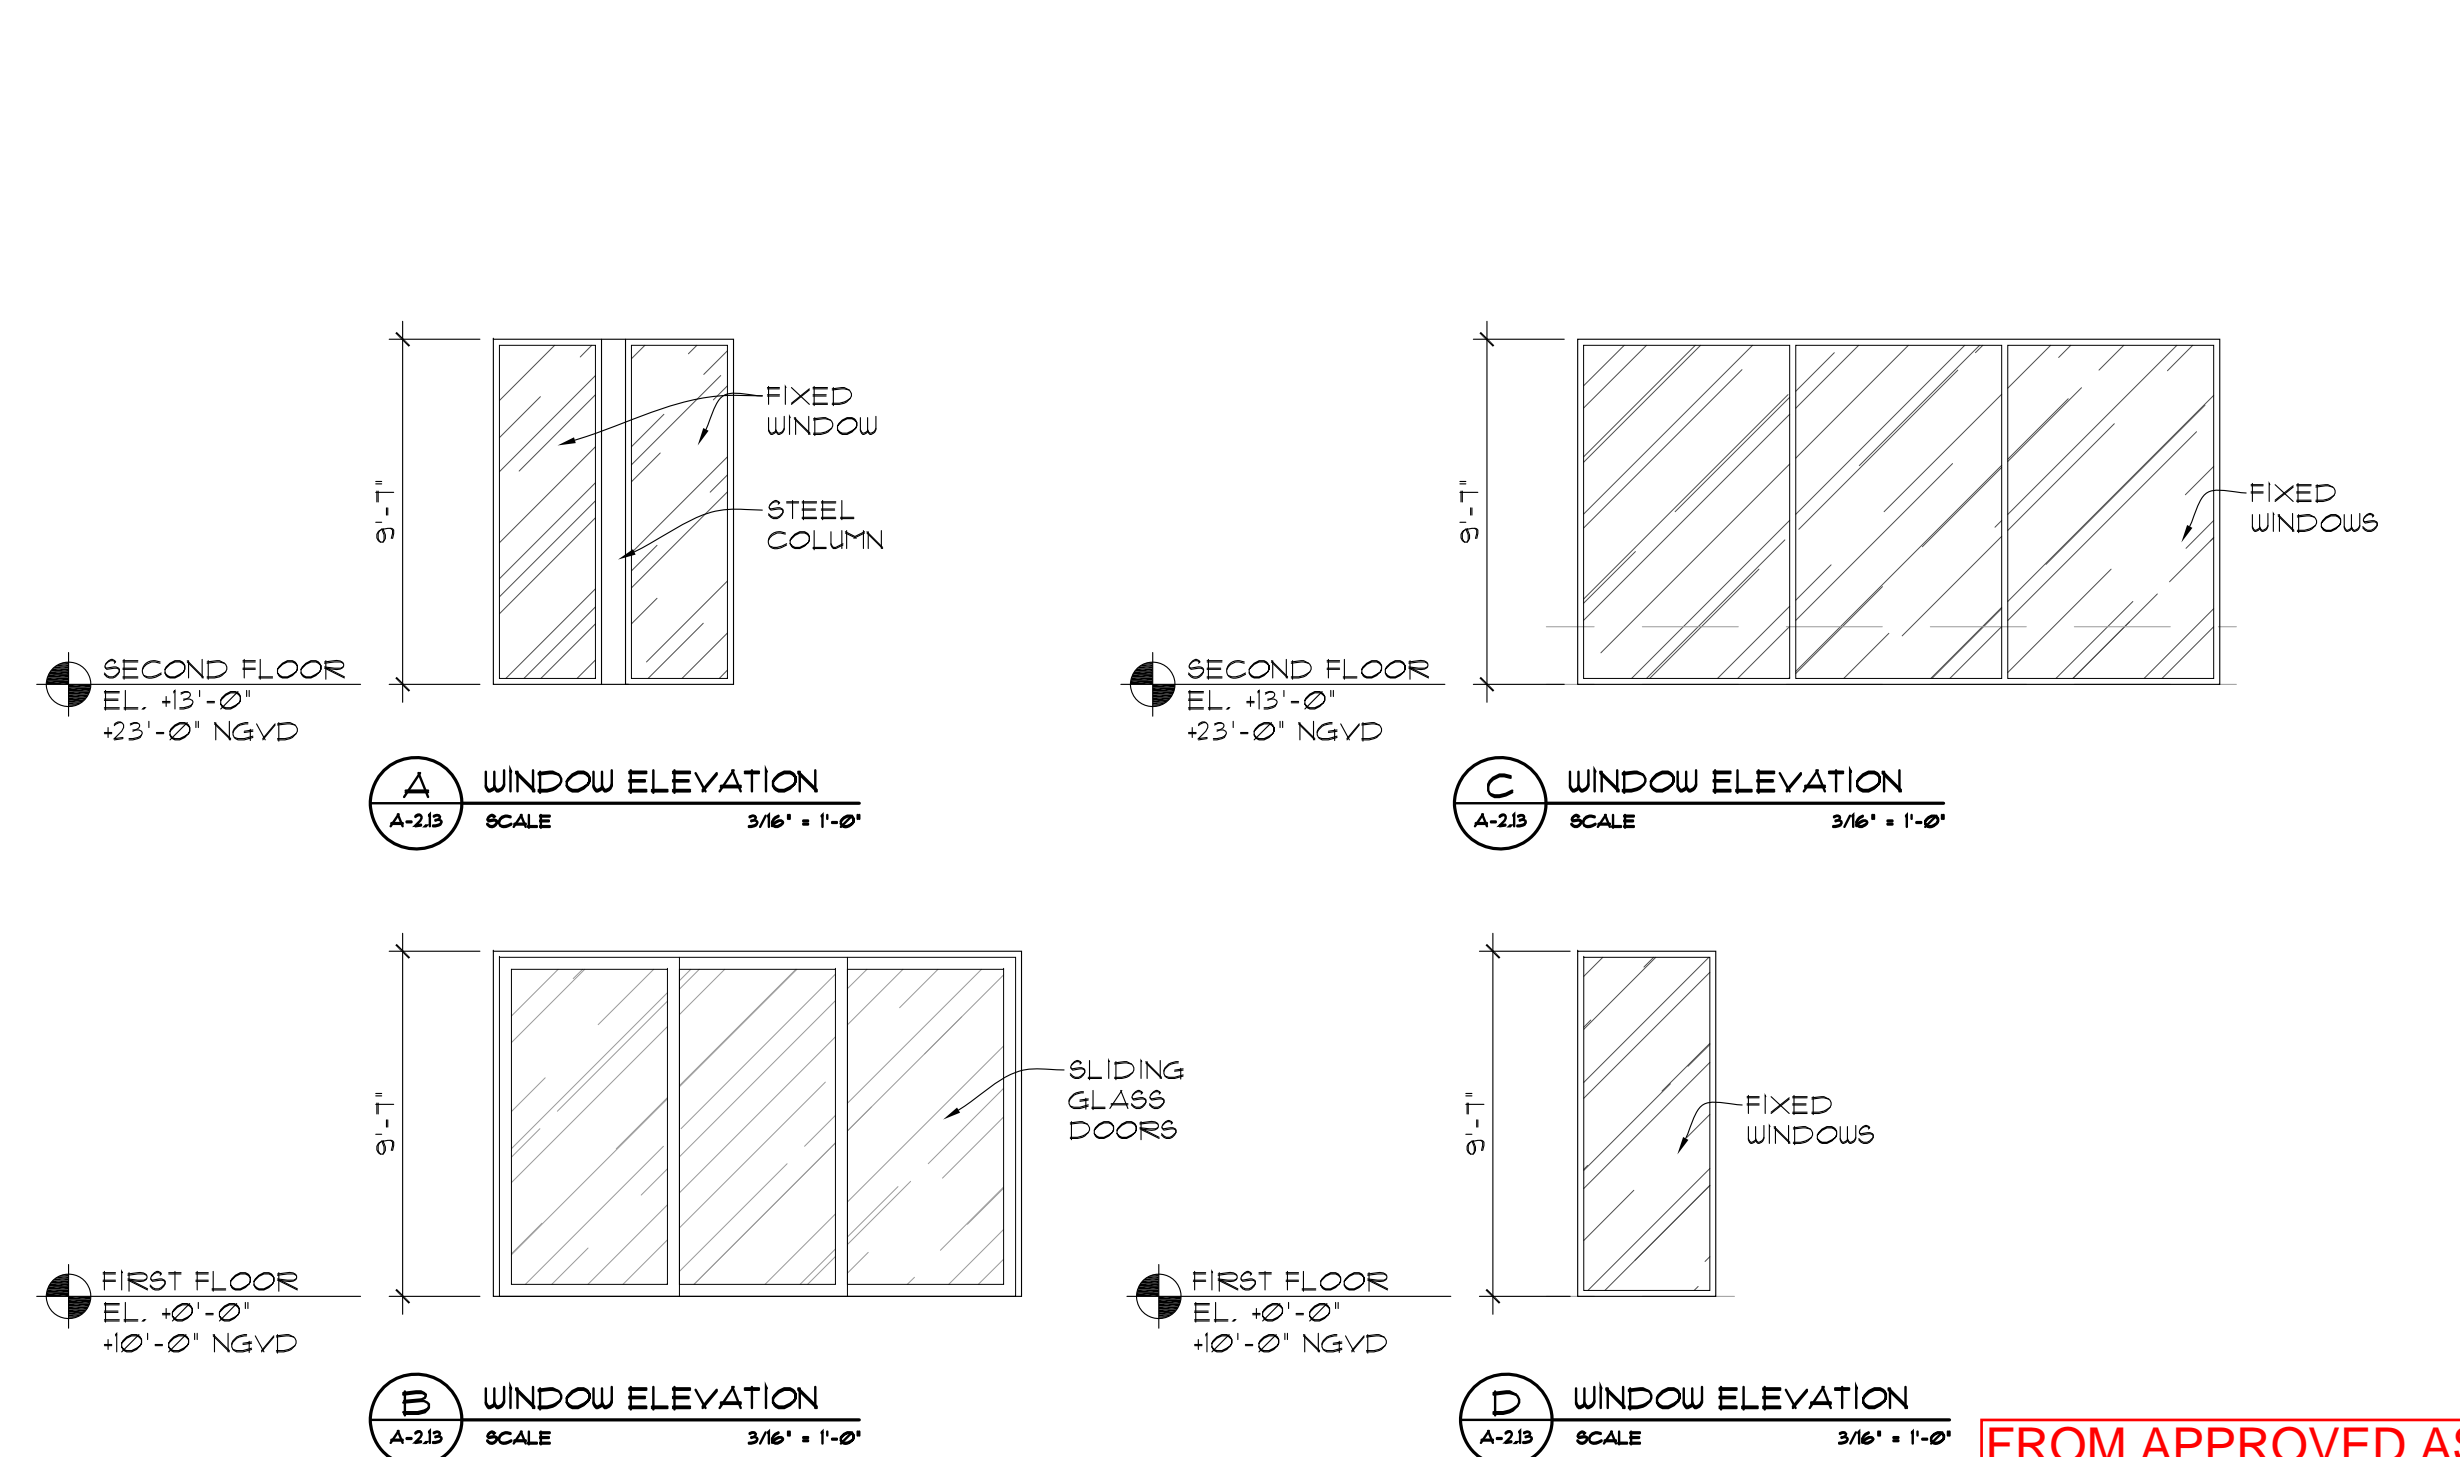 FIXED
WINDOW
STEEL
COLUMN
9'-7"
SECOND FLOOR
EL. +13'-0"
+23'-0" NGVD
A
A-2.13
WINDOW ELEVATION
SCALE 3/16" = 1'-0"
FIXED
WINDOWS
9'-7"
SECOND FLOOR
EL. +13'-0"
+23'-0" NGVD
C
A-2.13
WINDOW ELEVATION
SCALE 3/16" = 1'-0"
SLIDING
GLASS
DOORS
9'-7"
FIRST FLOOR
EL. +0'-0"
+10'-0" NGVD
B
A-2.13
WINDOW ELEVATION
SCALE 3/16" = 1'-0"
FIXED
WINDOWS
9'-7"
FIRST FLOOR
EL. +0'-0"
+10'-0" NGVD
D
A-2.13
WINDOW ELEVATION
SCALE 3/16" = 1'-0"
FROM APPROVED AS